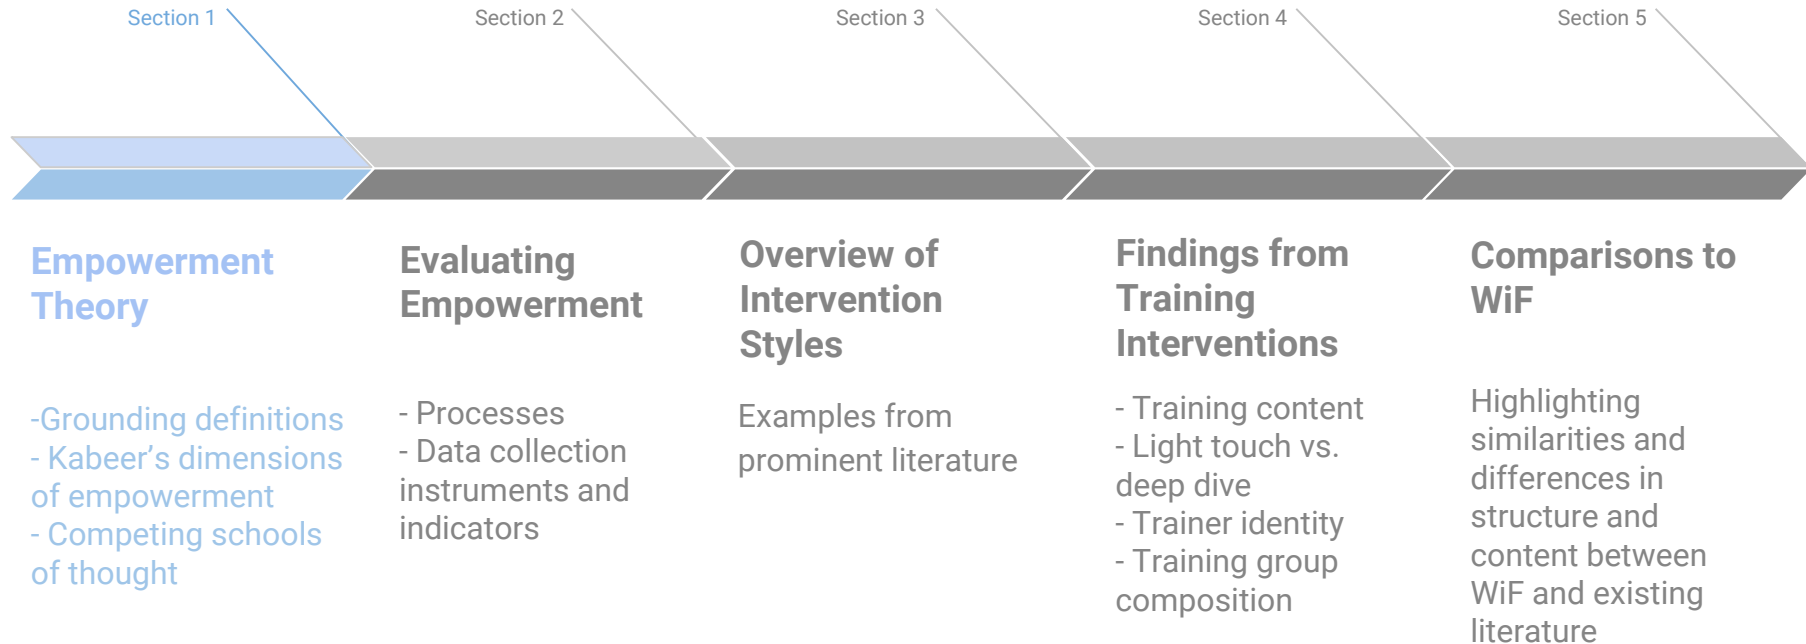 Section 1
Section 2
Section 3
Section 4
Section 5
Empowerment
Theory
-Grounding definitions
- Kabeer’s dimensions
of empowerment
- Competing schools
of thought
Evaluating
Empowerment
- Processes
- Data collection
instruments and
indicators
Overview of
Intervention
Styles
Examples from
prominent literature
Findings from
Training
Interventions
- Training content
- Light touch vs.
deep dive
- Trainer identity
- Training group
composition
Comparisons to
WiF
Highlighting
similarities and
differences in
structure and
content between
WiF and existing
literature